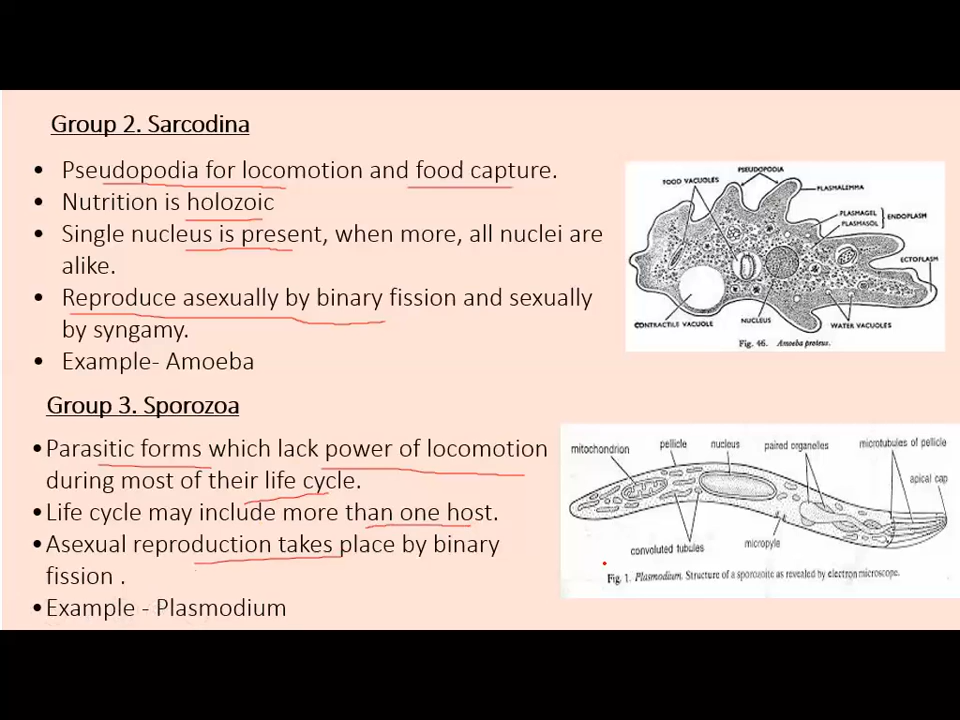 Group 2. Sarcodina
• Pseudopodia for locomotion and food capture.
• Nutrition is holozoic
• Single nucleus is present, when more, all nuclei are
alike.
• Reproduce asexually by binary fission and sexually
by syngamy.
• Example- Amoeba
PSEUDOPODIA
FOOD VACUOLES
PLASMALEMMA
PLASMAGEL
PLASMASOL
ENDOPLASM
ECTOPLASM
CONTRACTILE VACUOLE
NUCLEUS
WATER VACUOLES
Fig. 46. Amoeba proteus.
Group 3. Sporozoa
•Parasitic forms which lack power of locomotion
during most of their life cycle.
•Life cycle may include more than one host.
•Asexual reproduction takes place by binary
fission .
•Example - Plasmodium
mitochondrion
pellicle
nucleus
paired organelles
microtubules of pellicle
apical cap
convoluted tubules
micropyle
Fig. 1. Plasmodium. Structure of a sporozoite as revealed by electron microscope.